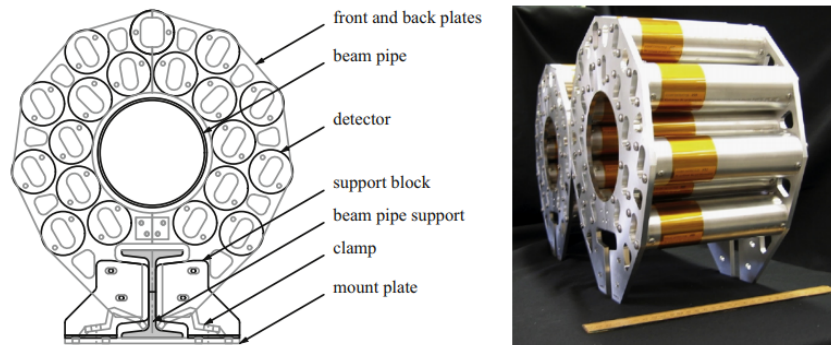 front and back plates
beam pipe
detector
support block
beam pipe support
clamp
mount plate